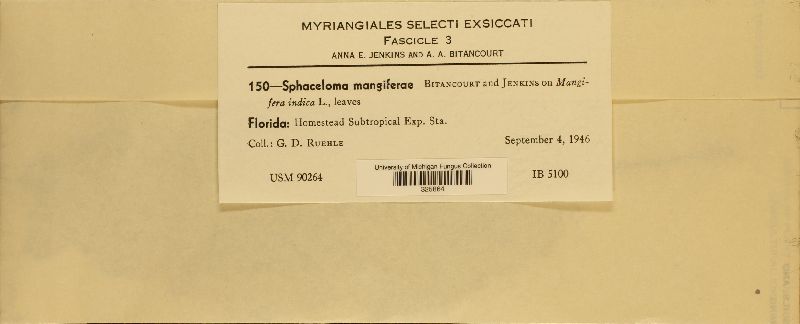 MYRIANGIALES SELECTI EXSICCATI
FASCICLE 3
ANNA E. JENKINS AND A. A. BITANCOURT
150—Sphaceloma mangiferae BITANCOURT and JENKINS on Mangi-
fera indica L., leaves
Florida: Homestead Subtropical Exp. Sta.
Coll.: G. D. RUEHLE September 4, 1946
USM 90264 IB 5100
University of Michigan Fungus Collection
325864